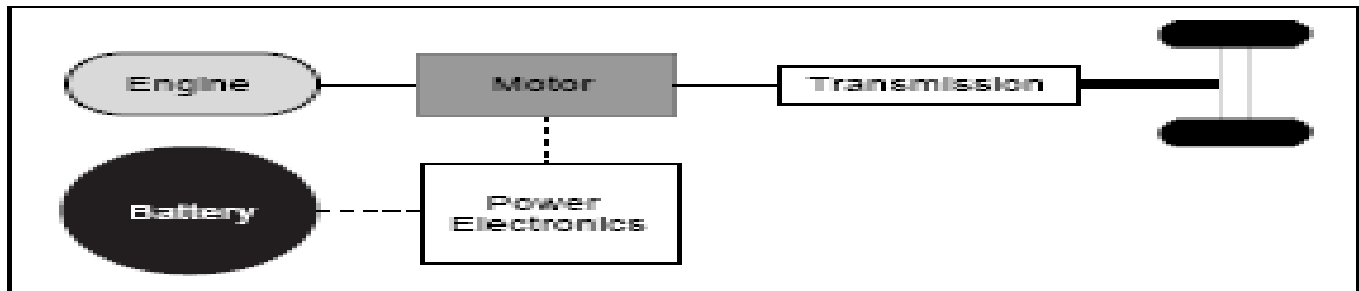 Engine
Motor
Transmission
Battery
Power
Electronics